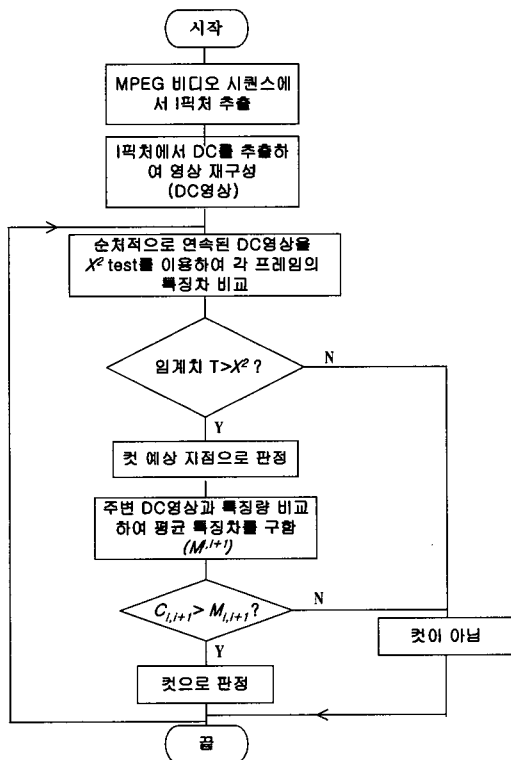 시작
MPEG 비디오 시퀀스에
서 I픽처 추출
I픽처에서 DC를 추출하
여 영상 재구성
(DC영상)
순처적으로 연속된 DC영상을
X² test를 이용하여 각 프레임의
특징차 비교
임계치 T>X² ?
N
Y
컷 예상 지점으로 판정
주변 DC영상과 특징량 비교
하여 평균 특징차를 구함
(M^{i,i+1})
C_{i,i+1} > M_{i,i+1}?
N
컷이 아님
Y
컷으로 판정
끝